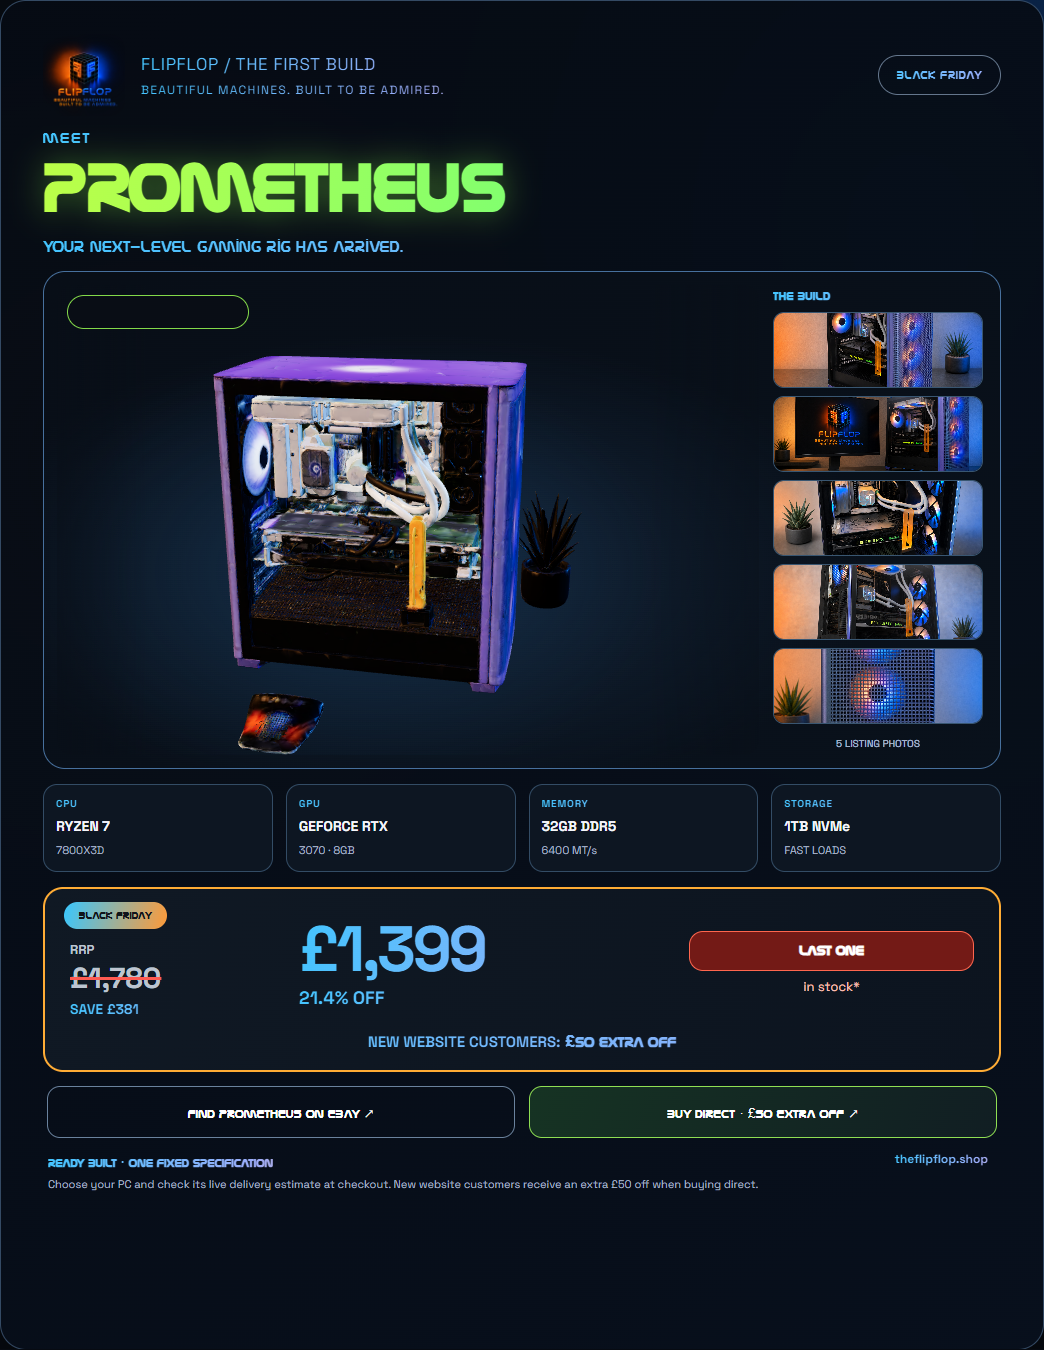 FLIPFLOP / THE FIRST BUILD
BEAUTIFUL MACHINES. BUILT TO BE ADMIRED.
BLACK FRIDAY
FLIPFLOP
MEET
PROMETHEUS
YOUR NEXT-LEVEL GAMING RIG HAS ARRIVED.
THE BUILD
FLIPFLOP
5 LISTING PHOTOS
CPU
RYZEN 7
7800X3D
GPU
GEFORCE RTX
3070 · 8GB
MEMORY
32GB DDR5
6400 MT/s
STORAGE
1TB NVMe
FAST LOADS
BLACK FRIDAY
RRP
£1,780
SAVE £381
£1,399
21.4% OFF
LAST ONE
in stock*
NEW WEBSITE CUSTOMERS: £50 EXTRA OFF
FIND PROMETHEUS ON EBAY ↗
BUY DIRECT · £50 EXTRA OFF ↗
READY BUILT · ONE FIXED SPECIFICATION
theflipflop.shop
Choose your PC and check its live delivery estimate at checkout. New website customers receive an extra £50 off when buying direct.